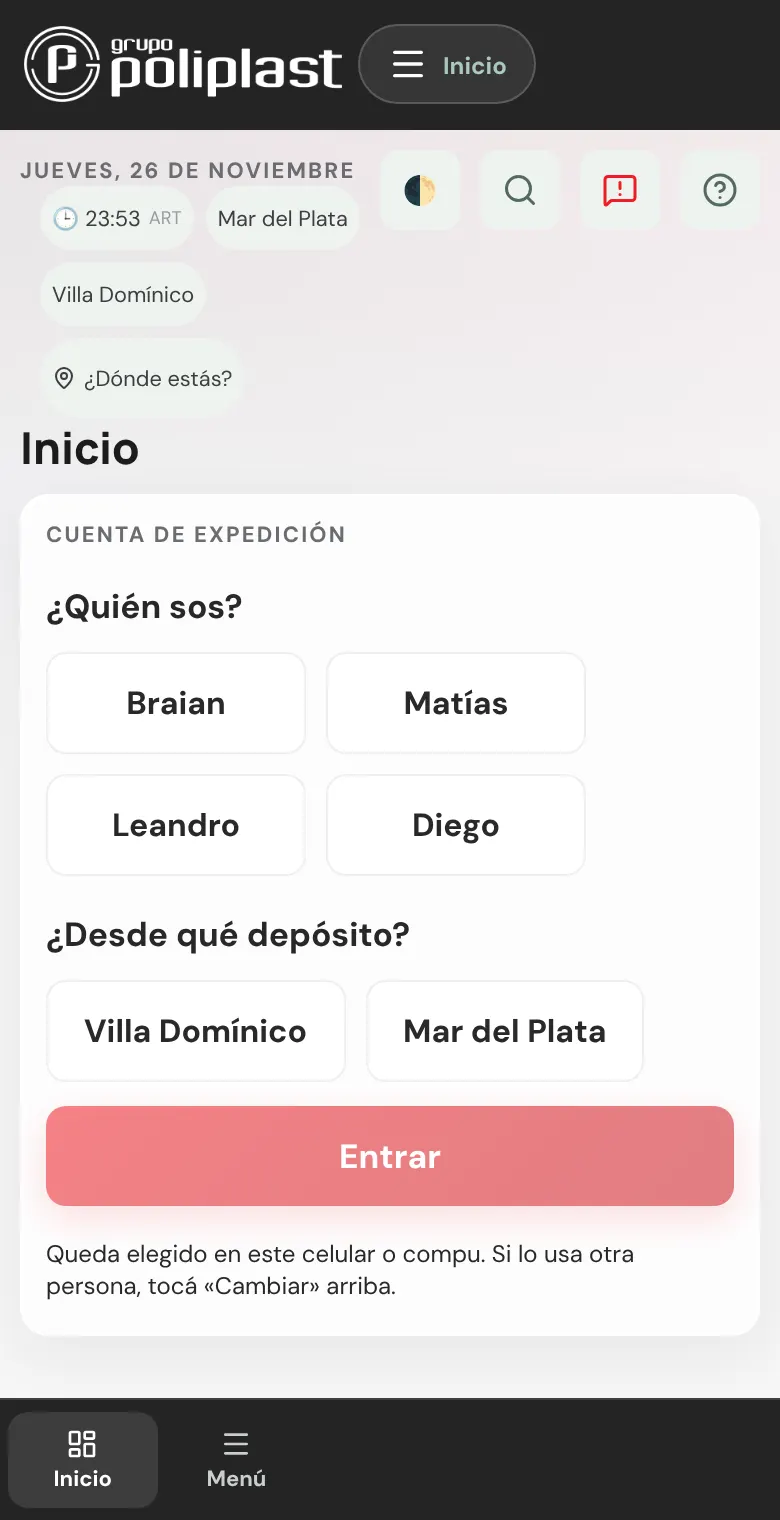 grupo
poliplast
Inicio
JUEVES, 26 DE NOVIEMBRE
23:53 ART
Mar del Plata
Villa Domínico
¿Dónde estás?
Inicio
CUENTA DE EXPEDICIÓN
¿Quién sos?
Braian
Matías
Leandro
Diego
¿Desde qué depósito?
Villa Domínico
Mar del Plata
Entrar
Queda elegido en este celular o compu. Si lo usa otra
persona, tocá «Cambiar» arriba.
Inicio
Menú